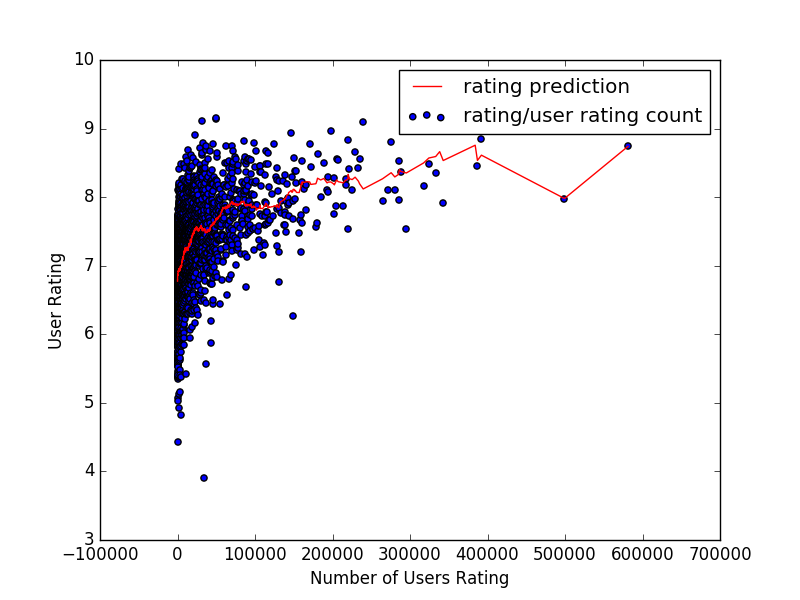 10
9
8
7
6
5
4
3
User Rating
−100000 0 100000 200000 300000 400000 500000 600000 700000
Number of Users Rating
rating prediction
rating/user rating count